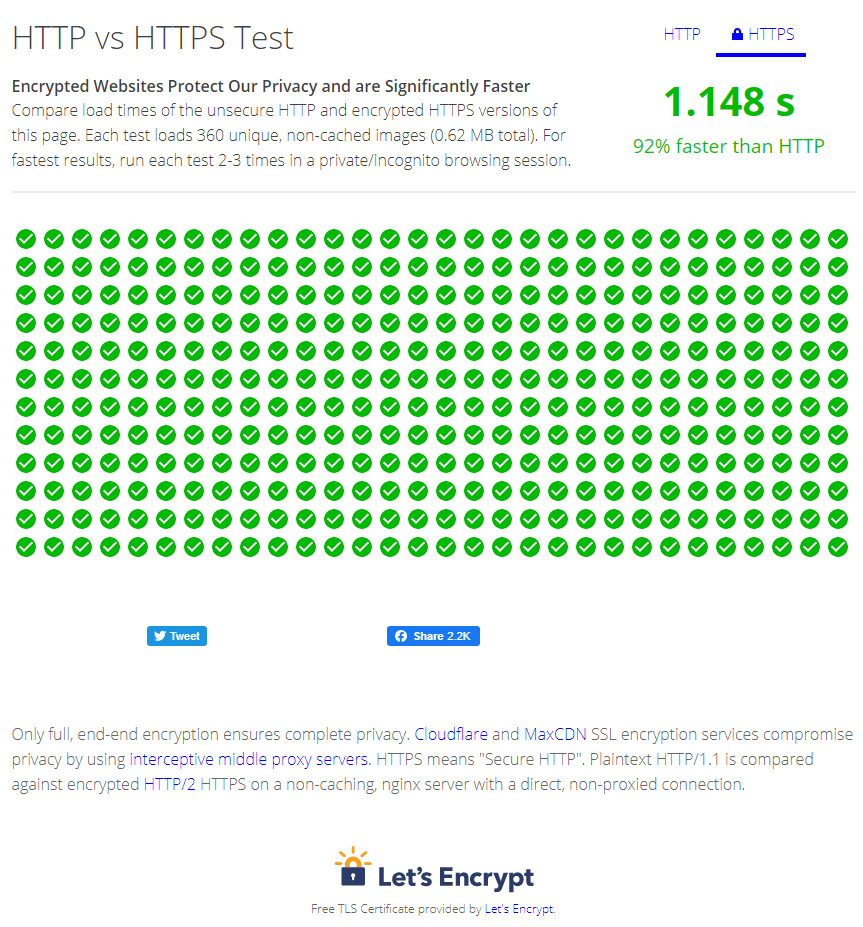 HTTP vs HTTPS Test
HTTP
HTTPS
Encrypted Websites Protect Our Privacy and are Significantly Faster
Compare load times of the unsecure HTTP and encrypted HTTPS versions of
this page. Each test loads 360 unique, non-cached images (0.62 MB total). For
fastest results, run each test 2-3 times in a private/incognito browsing session.
1.148 s
92% faster than HTTP
Tweet
Share 2.2K
Only full, end-end encryption ensures complete privacy. Cloudflare and MaxCDN SSL encryption services compromise
privacy by using interceptive middle proxy servers. HTTPS means "Secure HTTP". Plaintext HTTP/1.1 is compared
against encrypted HTTP/2 HTTPS on a non-caching, nginx server with a direct, non-proxied connection.
Let's Encrypt
Free TLS Certificate provided by Let's Encrypt.